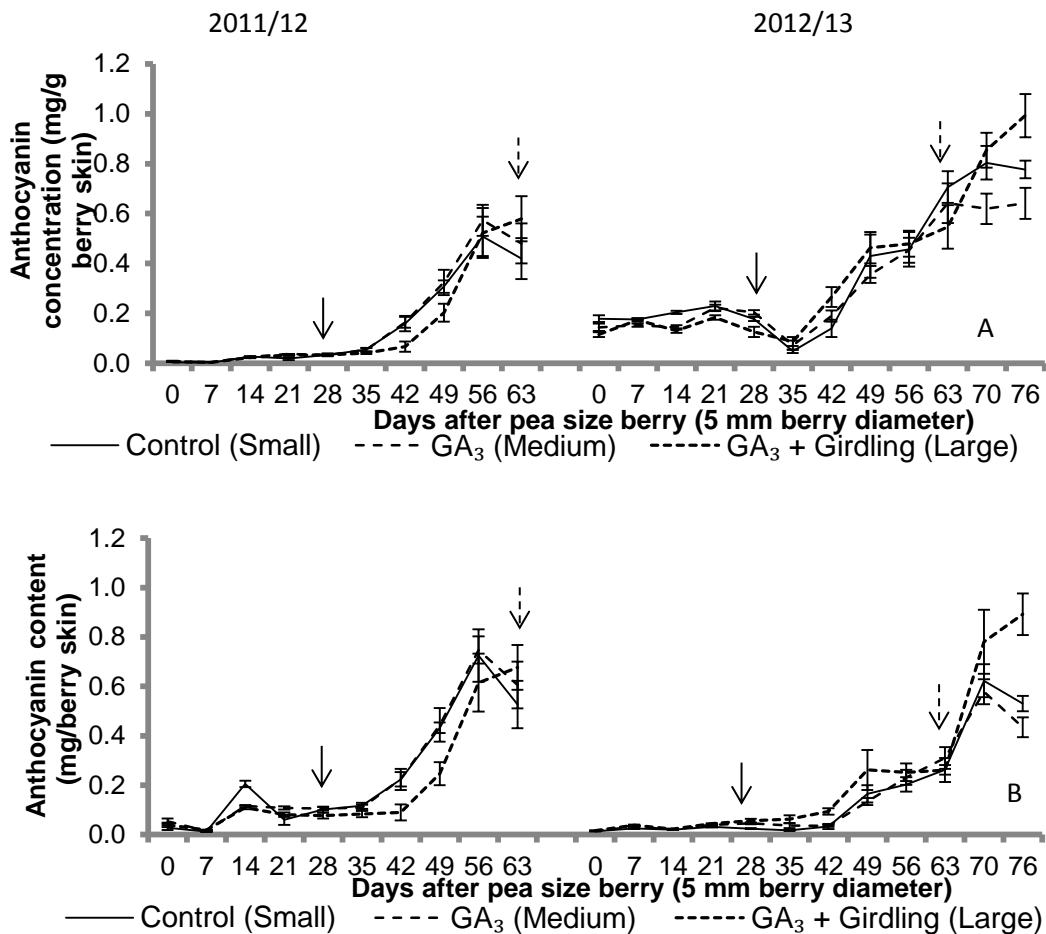 2011/12 2012/13
Anthocyanin
concentration (mg/g
berry skin)
1.2
1.0
0.8
0.6
0.4
0.2
0.0
A
0 7 14 21 28 35 42 49 56 63 0 7 14 21 28 35 42 49 56 63 70 76
Days after pea size berry (5 mm berry diameter)
Control (Small) GA₃ (Medium) GA₃ + Girdling (Large)
Anthocyanin content
(mg/berry skin)
1.2
1.0
0.8
0.6
0.4
0.2
0.0
B
0 7 14 21 28 35 42 49 56 63 0 7 14 21 28 35 42 49 56 63 70 76
Days after pea size berry (5 mm berry diameter)
Control (Small) GA₃ (Medium) GA₃ + Girdling (Large)